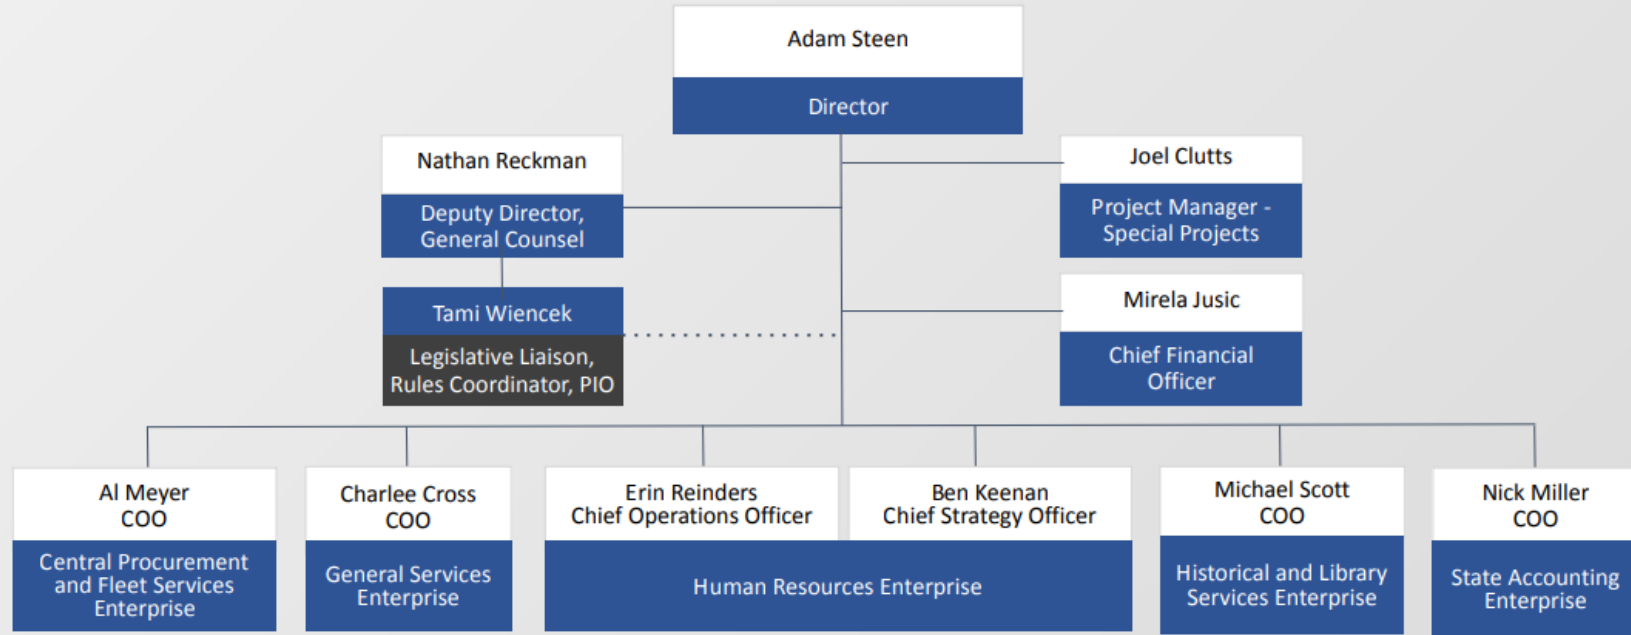 Adam Steen
Director
Nathan Reckman
Deputy Director,
General Counsel
Joel Clutts
Project Manager -
Special Projects
Tami Wiencek
Legislative Liaison,
Rules Coordinator, PIO
Mirela Jusic
Chief Financial
Officer
Al Meyer
COO
Central Procurement
and Fleet Services
Enterprise
Charlee Cross
COO
General Services
Enterprise
Erin Reinders
Chief Operations Officer
Ben Keenan
Chief Strategy Officer
Human Resources Enterprise
Michael Scott
COO
Historical and Library
Services Enterprise
Nick Miller
COO
State Accounting
Enterprise